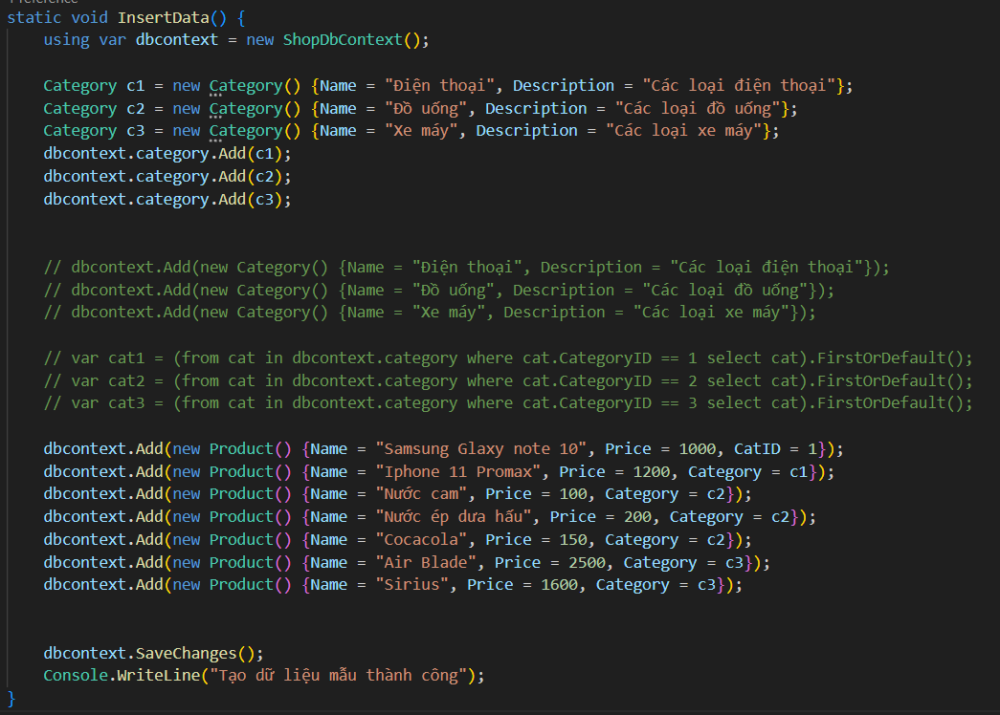 static void InsertData() {
using var dbcontext = new ShopDbContext();
Category c1 = new Category() {Name = "Điện thoại", Description = "Các loại điện thoại"};
Category c2 = new Category() {Name = "Đồ uống", Description = "Các loại đồ uống"};
Category c3 = new Category() {Name = "Xe máy", Description = "Các loại xe máy"};
dbcontext.category.Add(c1);
dbcontext.category.Add(c2);
dbcontext.category.Add(c3);
// dbcontext.Add(new Category() {Name = "Điện thoại", Description = "Các loại điện thoại"});
// dbcontext.Add(new Category() {Name = "Đồ uống", Description = "Các loại đồ uống"});
// dbcontext.Add(new Category() {Name = "Xe máy", Description = "Các loại xe máy"});
// var cat1 = (from cat in dbcontext.category where cat.CategoryID == 1 select cat).FirstOrDefault();
// var cat2 = (from cat in dbcontext.category where cat.CategoryID == 2 select cat).FirstOrDefault();
// var cat3 = (from cat in dbcontext.category where cat.CategoryID == 3 select cat).FirstOrDefault();
dbcontext.Add(new Product() {Name = "Samsung Glaxy note 10", Price = 1000, CatID = 1});
dbcontext.Add(new Product() {Name = "Iphone 11 Promax", Price = 1200, Category = c1});
dbcontext.Add(new Product() {Name = "Nước cam", Price = 100, Category = c2});
dbcontext.Add(new Product() {Name = "Nước ép dưa hấu", Price = 200, Category = c2});
dbcontext.Add(new Product() {Name = "Cocacola", Price = 150, Category = c2});
dbcontext.Add(new Product() {Name = "Air Blade", Price = 2500, Category = c3});
dbcontext.Add(new Product() {Name = "Sirius", Price = 1600, Category = c3});
dbcontext.SaveChanges();
Console.WriteLine("Tạo dữ liệu mẫu thành công");
}